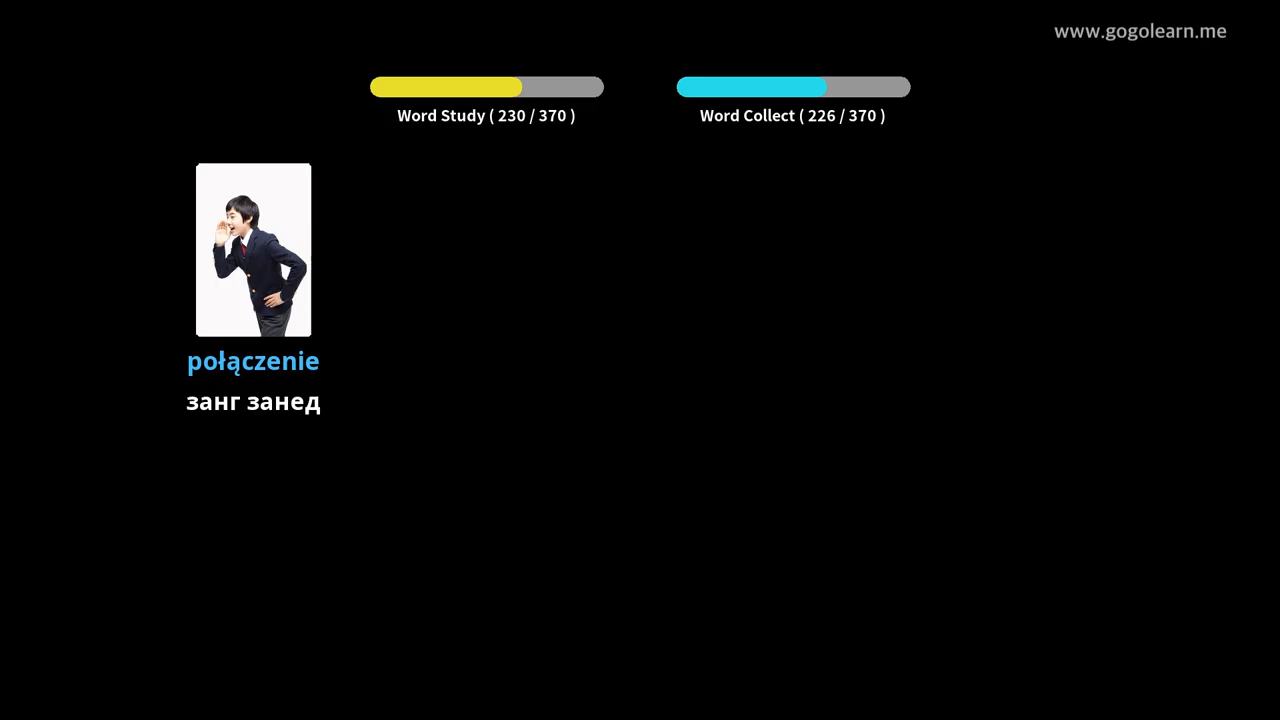 www.gogolearn.me
Word Study ( 230 / 370 )
Word Collect ( 226 / 370 )
połączenie
занг занед